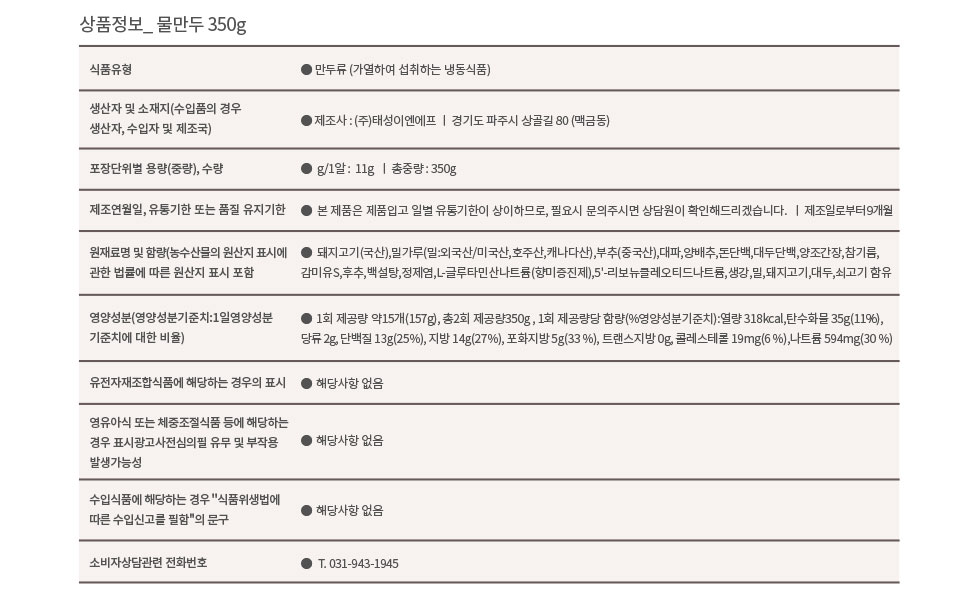 상품정보_ 물만두 350g
식품유형
● 만두류 (가열하여 섭취하는 냉동식품)
생산자 및 소재지(수입품의 경우
생산자, 수입자 및 제조국)
● 제조사 : (주)태성이엔에프 ㅣ 경기도 파주시 상골길 80 (맥금동)
포장단위별 용량(중량), 수량
● g/1알 : 11g ㅣ 총중량 : 350g
제조연월일, 유통기한 또는 품질 유지기한
● 본 제품은 제품입고 일별 유통기한이 상이하므로, 필요시 문의주시면 상담원이 확인해드리겠습니다. ㅣ 제조일로부터9개월
원재료명 및 함량(농수산물의 원산지 표시에
관한 법률에 따른 원산지 표시 포함
● 돼지고기(국산),밀가루(밀:외국산/미국산,호주산,캐나다산),부추(중국산),대파,양배추,돈단백,대두단백,양조간장,참기름,
감미유S,후추,백설탕,정제염,L-글루타민산나트륨(향미증진제),5'-리보뉴클레오티드나트륨,생강,밀,돼지고기,대두,쇠고기 함유
영양성분(영양성분기준치:1일영양성분
기준치에 대한 비율)
● 1회 제공량 약15개(157g), 총2회 제공량350g , 1회 제공량당 함량(%영양성분기준치):열량 318kcal,탄수화물 35g(11%),
당류 2g, 단백질 13g(25%), 지방 14g(27%), 포화지방 5g(33 %), 트랜스지방 0g, 콜레스테롤 19mg(6 %),나트륨 594mg(30 %)
유전자재조합식품에 해당하는 경우의 표시
● 해당사항 없음
영유아식 또는 체중조절식품 등에 해당하는
경우 표시광고사전심의필 유무 및 부작용
발생가능성
● 해당사항 없음
수입식품에 해당하는 경우 "식품위생법에
따른 수입신고를 필함"의 문구
● 해당사항 없음
소비자상담관련 전화번호
● T. 031-943-1945